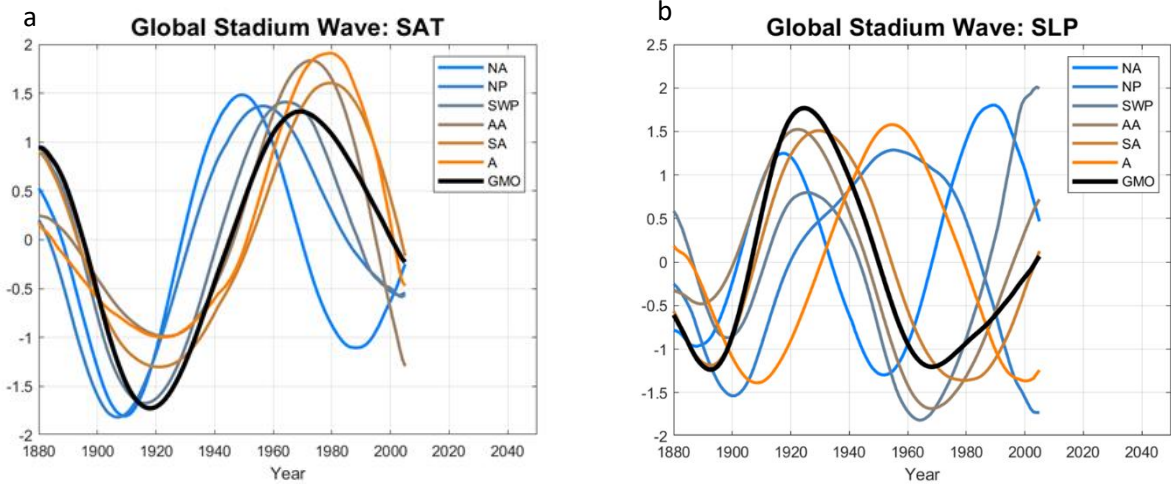 a
Global Stadium Wave: SAT
2
1.5
1
0.5
0
-0.5
-1
-1.5
-2
1880 1900 1920 1940 1960 1980 2000 2020 2040
Year
NA
NP
SWP
AA
SA
A
GMO
b
Global Stadium Wave: SLP
2.5
2
1.5
1
0.5
0
-0.5
-1
-1.5
-2
1880 1900 1920 1940 1960 1980 2000 2020 2040
Year
NA
NP
SWP
AA
SA
A
GMO